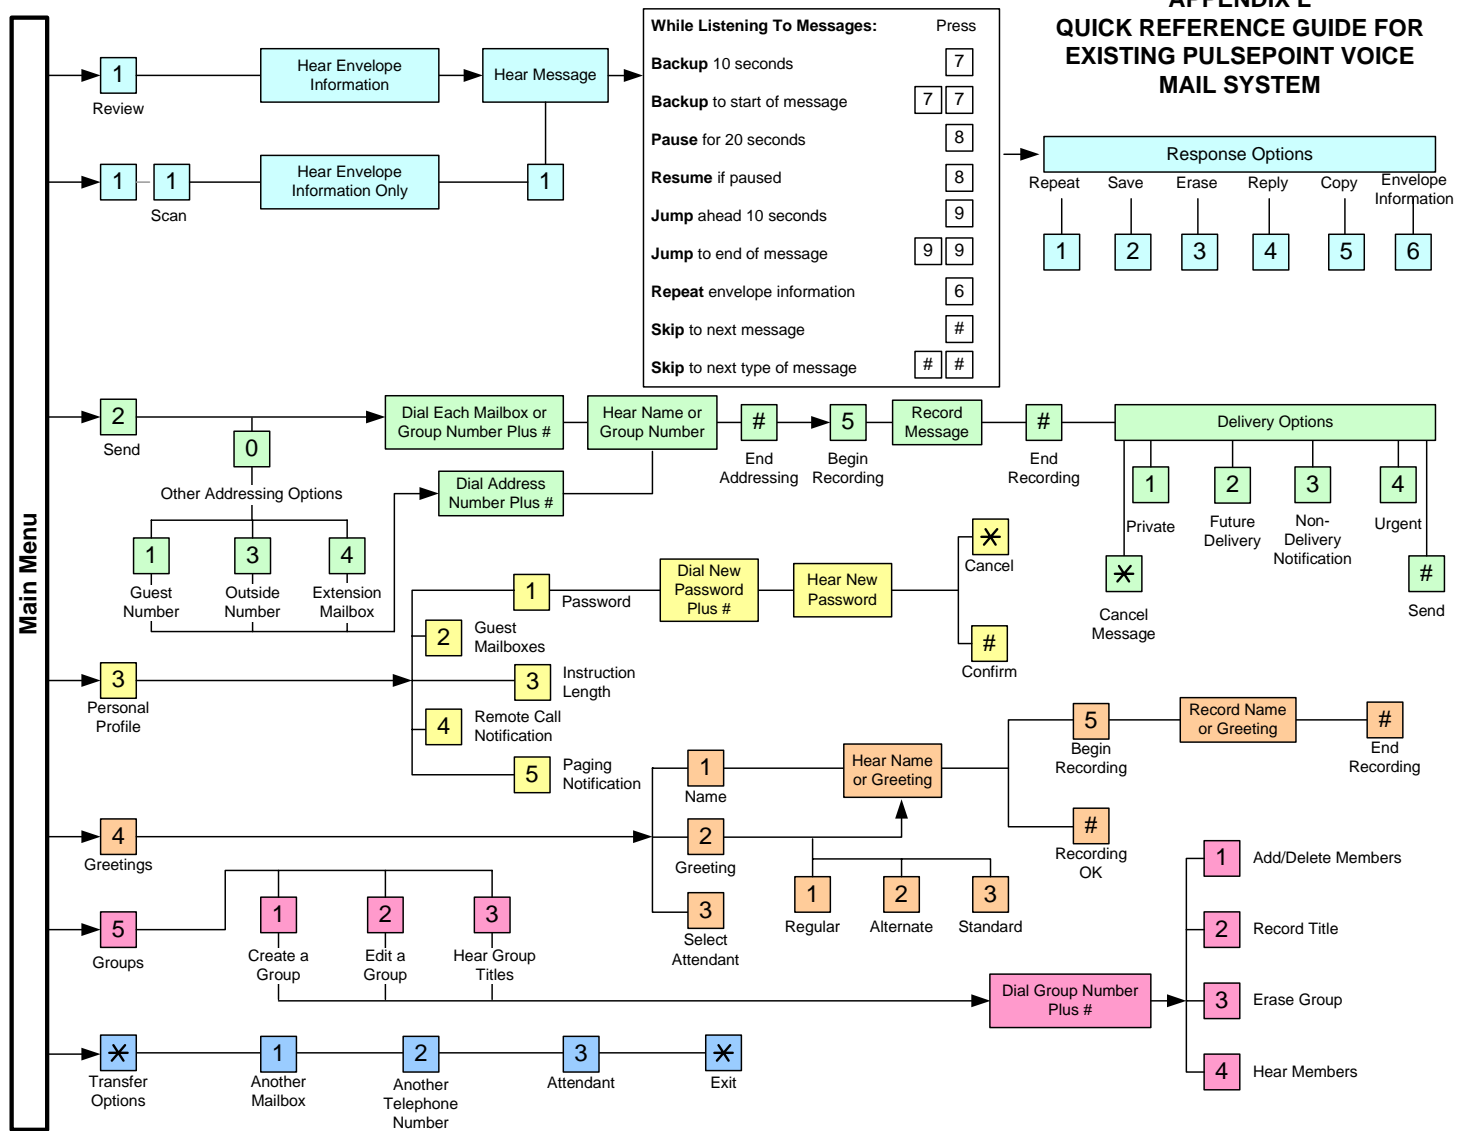 APPENDIX E
QUICK REFERENCE GUIDE FOR
EXISTING PULSEPOINT VOICE
MAIL SYSTEM
Main Menu
1
Review
Hear Envelope
Information
Hear Message
1
1
Scan
Hear Envelope
Information Only
1
While Listening To Messages: Press
Backup 10 seconds 7
Backup to start of message 7 7
Pause for 20 seconds 8
Resume if paused 8
Jump ahead 10 seconds 9
Jump to end of message 9 9
Repeat envelope information 6
Skip to next message #
Skip to next type of message # #
Response Options
Repeat
1
Save
2
Erase
3
Reply
4
Copy
5
Envelope
Information
6
2
Send
0
Other Addressing Options
1
Guest
Number
3
Outside
Number
4
Extension
Mailbox
Dial Each Mailbox or
Group Number Plus #
Dial Address
Number Plus #
Hear Name or
Group Number
#
End
Addressing
5
Begin
Recording
Record
Message
#
End
Recording
Delivery Options
1
Private
2
Future
Delivery
3
Non-
Delivery
Notification
4
Urgent
*
Cancel
Message
#
Send
3
Personal
Profile
1
Password
Dial New
Password
Plus #
Hear New
Password
*
Cancel
#
Confirm
2
Guest
Mailboxes
3
Instruction
Length
4
Remote Call
Notification
5
Paging
Notification
4
Greetings
1
Name
2
Greeting
3
Select
Attendant
Hear Name
or Greeting
1
Regular
2
Alternate
3
Standard
5
Begin
Recording
Record Name
or Greeting
#
End
Recording
#
Recording
OK
5
Groups
1
Create a
Group
2
Edit a
Group
3
Hear Group
Titles
Dial Group Number
Plus #
1
Add/Delete Members
2
Record Title
3
Erase Group
4
Hear Members
*
Transfer
Options
1
Another
Mailbox
2
Another
Telephone
Number
3
Attendant
*
Exit